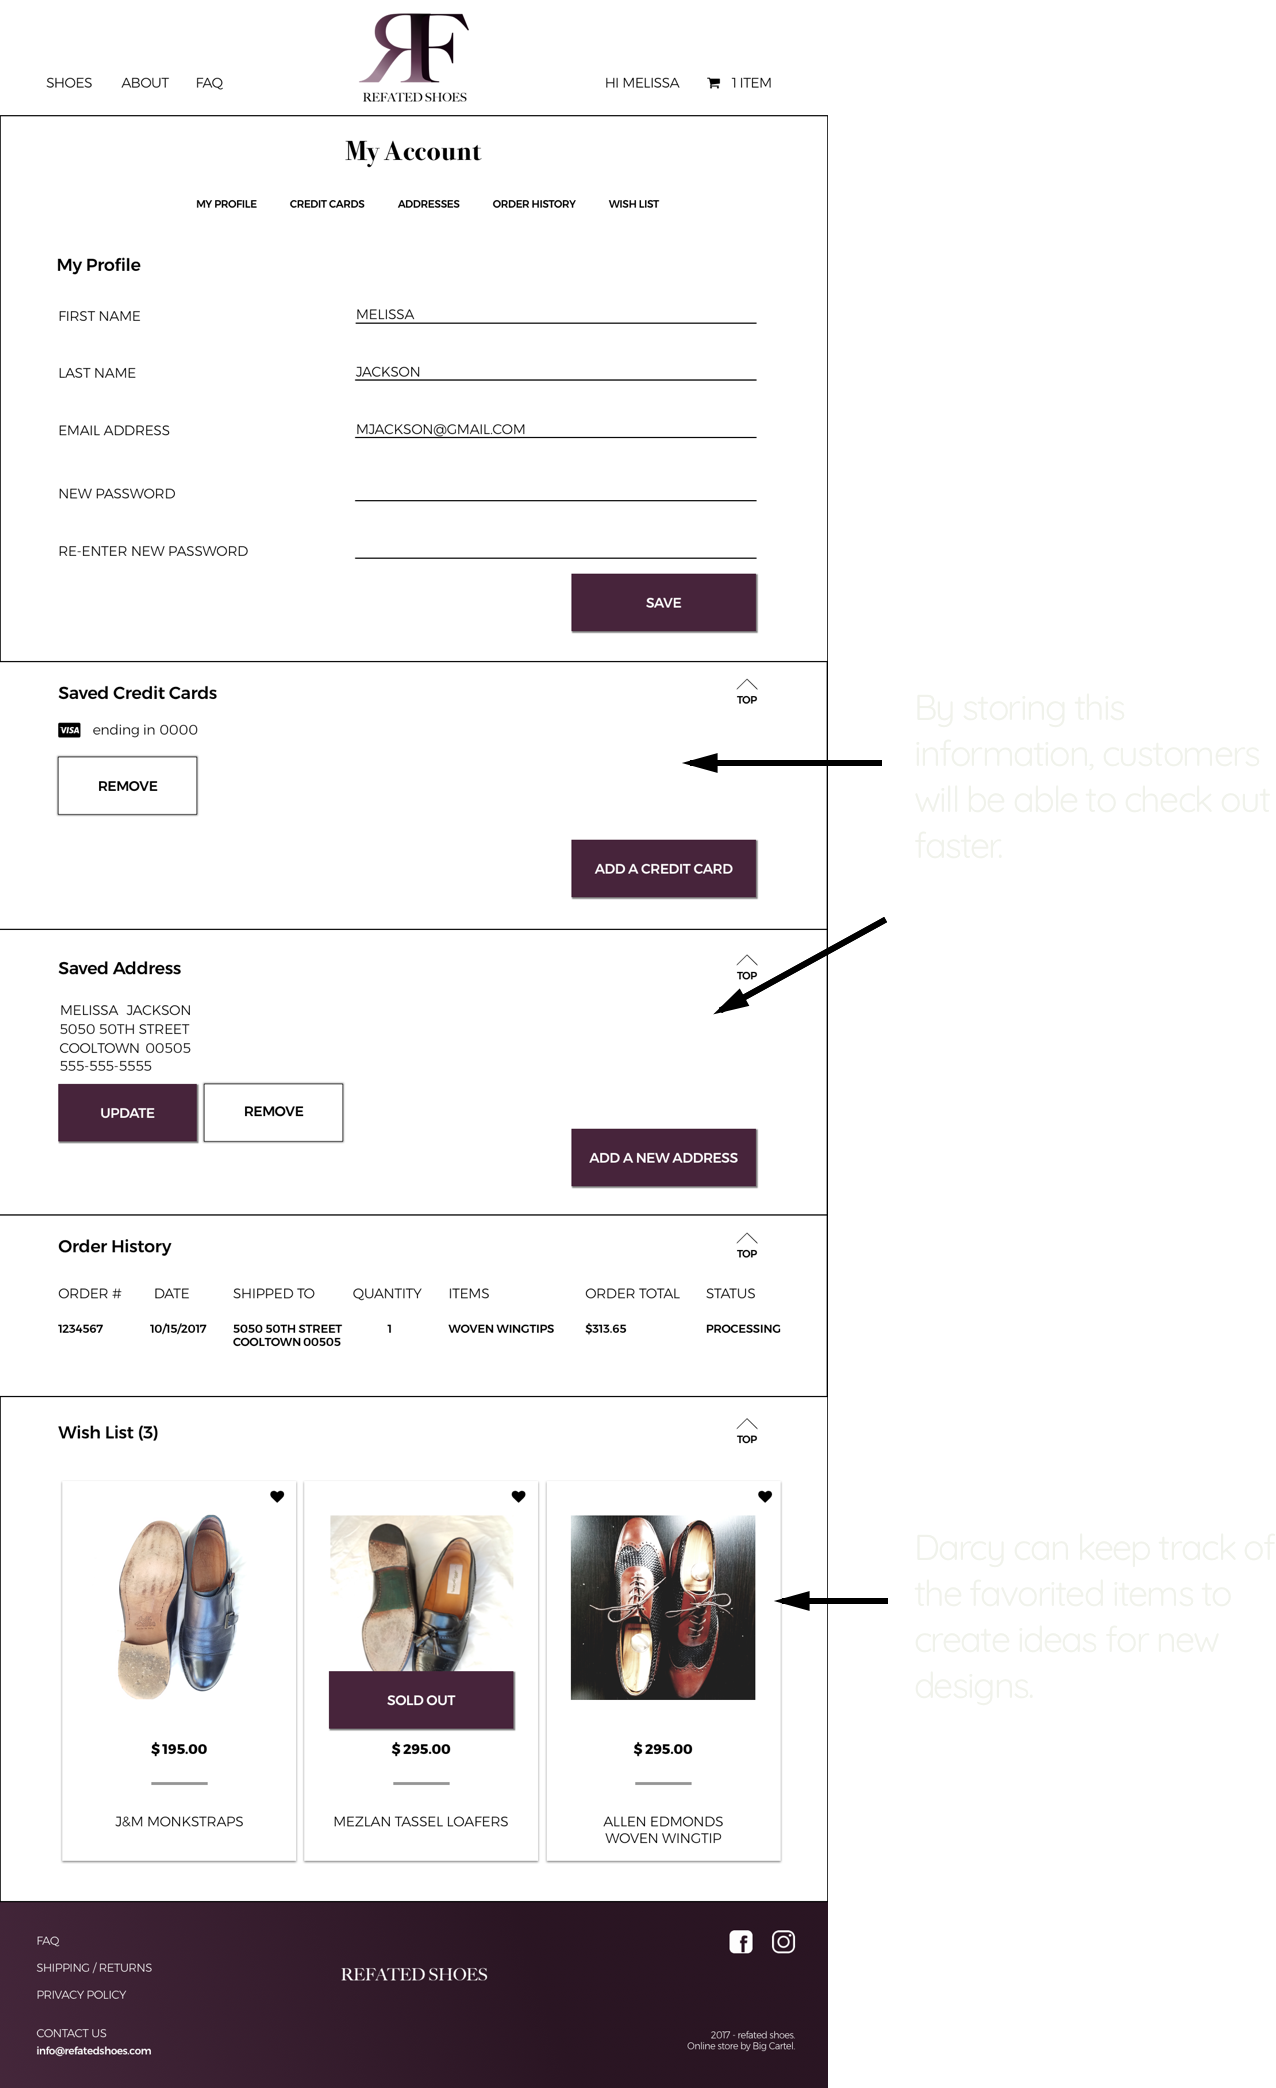 RF
REFATED SHOES
SHOES ABOUT FAQ
HI MELISSA 1 ITEM
My Account
MY PROFILE CREDIT CARDS ADDRESSES ORDER HISTORY WISH LIST
My Profile
FIRST NAME MELISSA
LAST NAME JACKSON
EMAIL ADDRESS MJACKSON@GMAIL.COM
NEW PASSWORD
RE-ENTER NEW PASSWORD
SAVE
Saved Credit Cards
TOP
VISA ending in 0000
REMOVE
ADD A CREDIT CARD
By storing this
information, customers
will be able to check out
faster.
Saved Address
TOP
MELISSA JACKSON
5050 50TH STREET
COOLTOWN 00505
555-555-5555
UPDATE REMOVE
ADD A NEW ADDRESS
Order History
TOP
ORDER # DATE SHIPPED TO QUANTITY ITEMS ORDER TOTAL STATUS
1234567 10/15/2017 5050 50TH STREET 1 WOVEN WINGTIPS $313.65 PROCESSING
COOLTOWN 00505
Wish List (3)
TOP
SOLD OUT
$195.00 $295.00 $295.00
J&M MONKSTRAPS MEZLAN TASSEL LOAFERS ALLEN EDMONDS
WOVEN WINGTIP
Darcy can keep track of
the favorited items to
create ideas for new
designs.
FAQ
SHIPPING / RETURNS
PRIVACY POLICY
CONTACT US
info@refatedshoes.com
REFATED SHOES
2017 - refated shoes.
Online store by Big Cartel.